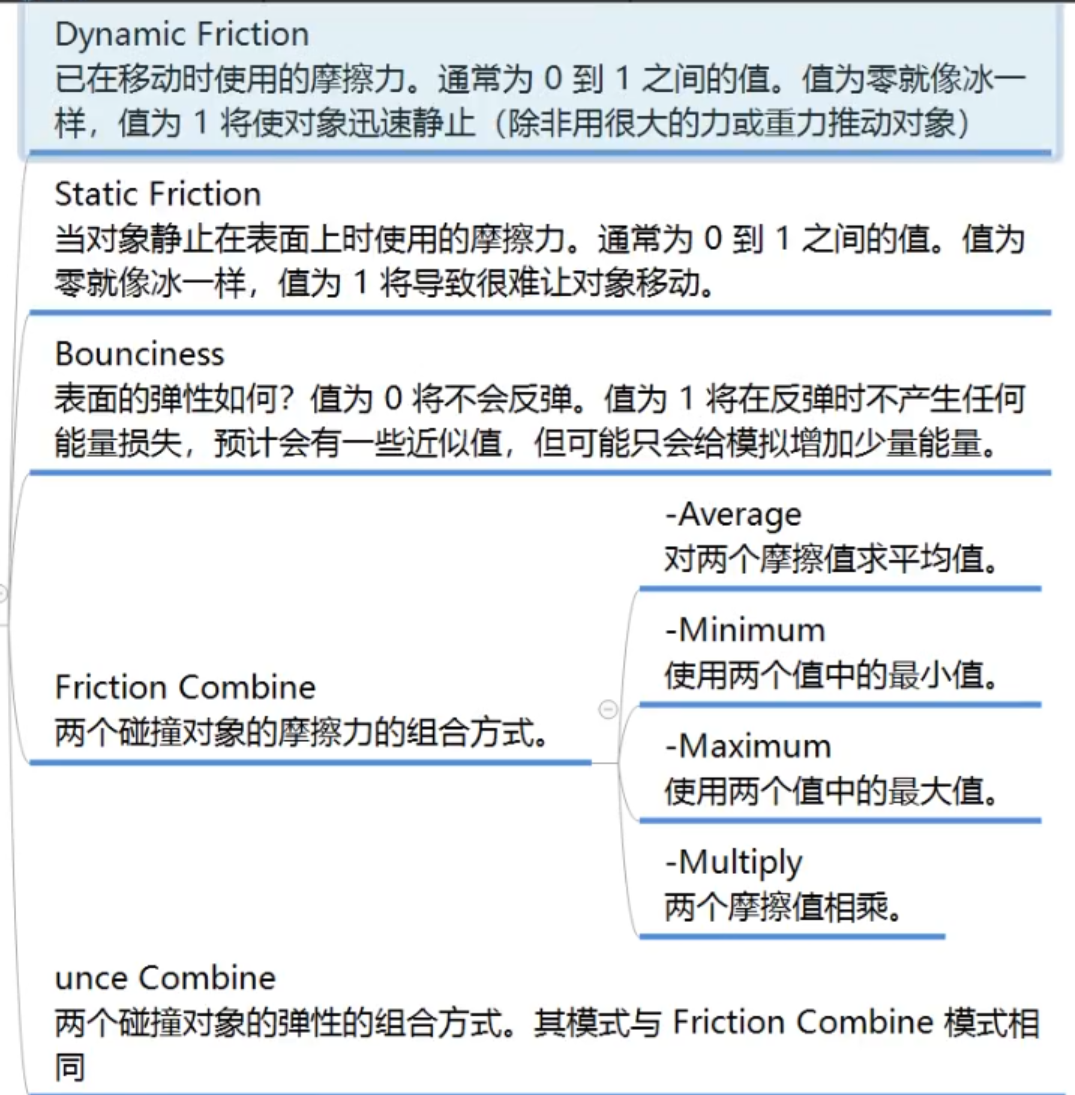 Dynamic Friction
已在移动时使用的摩擦力。通常为 0 到 1 之间的值。值为零就像冰一
样，值为 1 将使对象迅速静止（除非用很大的力或重力推动对象）
Static Friction
当对象静止在表面上时使用的摩擦力。通常为 0 到 1 之间的值。值为
零就像冰一样，值为 1 将导致很难让对象移动。
Bounciness
表面的弹性如何？值为 0 将不会反弹。值为 1 将在反弹时不产生任何
能量损失，预计会有一些近似值，但可能只会给模拟增加少量能量。
Friction Combine
两个碰撞对象的摩擦力的组合方式。
-Average
对两个摩擦值求平均值。
-Minimum
使用两个值中的最小值。
-Maximum
使用两个值中的最大值。
-Multiply
两个摩擦值相乘。
unce Combine
两个碰撞对象的弹性的组合方式。其模式与 Friction Combine 模式相
同